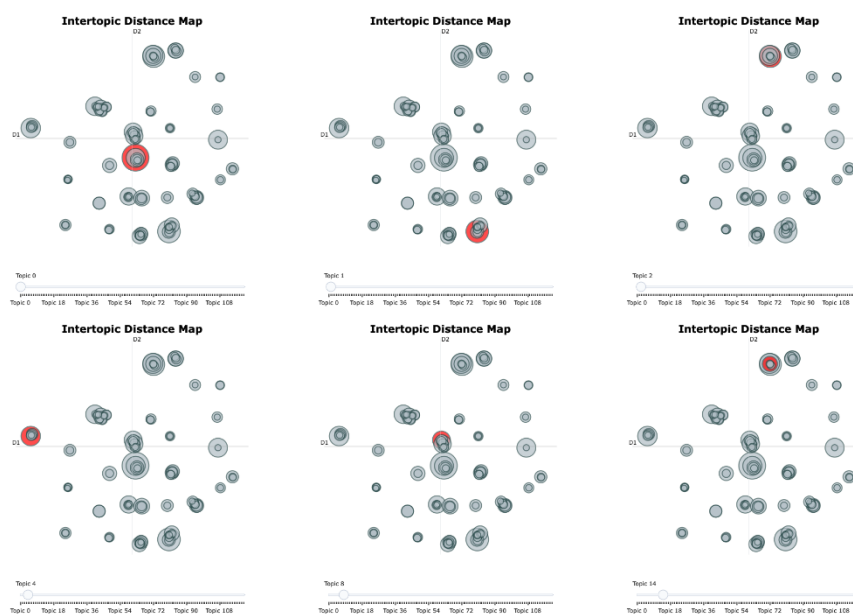 Intertopic Distance Map
D2
D1
Topic 0
Topic 0 Topic 18 Topic 36 Topic 54 Topic 72 Topic 90 Topic 108
Intertopic Distance Map
D2
D1
Topic 1
Topic 0 Topic 18 Topic 36 Topic 54 Topic 72 Topic 90 Topic 108
Intertopic Distance Map
D2
D1
Topic 2
Topic 0 Topic 18 Topic 36 Topic 54 Topic 72 Topic 90 Topic 108
Intertopic Distance Map
D2
D1
Topic 4
Topic 0 Topic 18 Topic 36 Topic 54 Topic 72 Topic 90 Topic 108
Intertopic Distance Map
D2
D1
Topic 8
Topic 0 Topic 18 Topic 36 Topic 54 Topic 72 Topic 90 Topic 108
Intertopic Distance Map
D2
D1
Topic 14
Topic 0 Topic 18 Topic 36 Topic 54 Topic 72 Topic 90 Topic 108